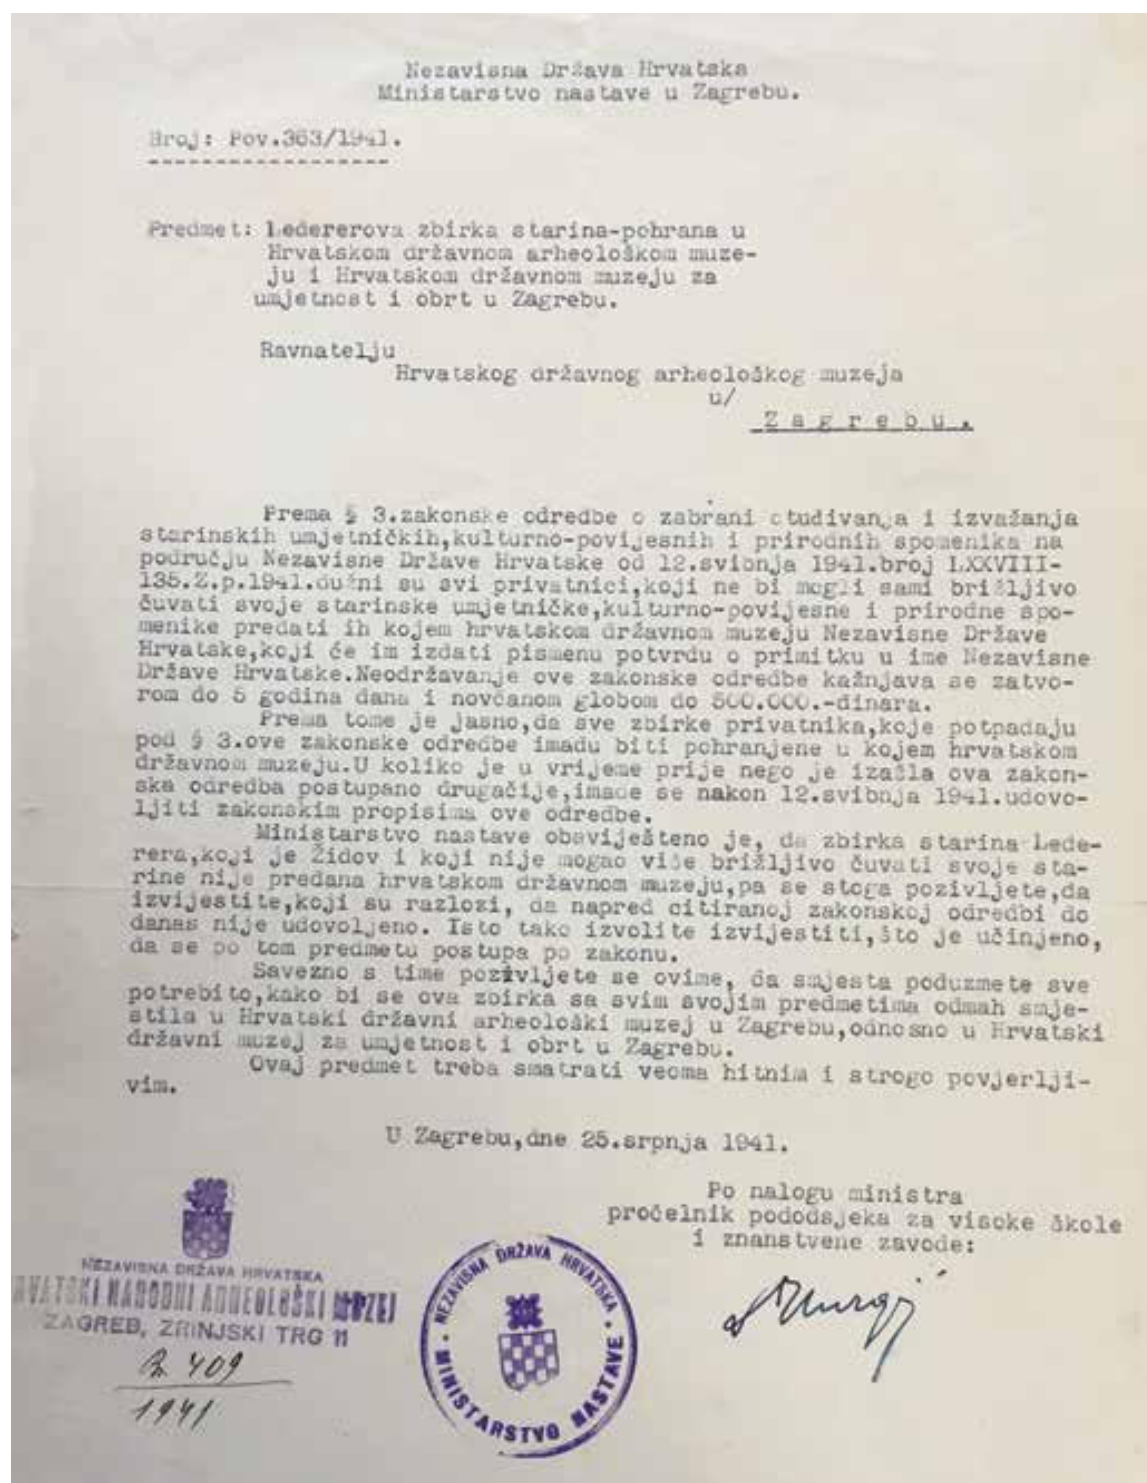 Nezavisna Država Hrvatska
Ministarstvo nastave u Zagrebu.
Broj: Pov.363/1941.
------------------
Predmet: Ledererova zbirka starina-pohrana u
Hrvatskom državnom arheološkom muze-
ju i Hrvatskom državnom muzeju za
umjetnost i obrt u Zagrebu.
Ravnatelju
Hrvatskog državnog arheološkog muzeja
u/
Zagrebu.
Prema § 3.zakonske odredbe o zabrani otudivanja i izvažanja
starinskih umjetničkih,kulturno-povijesnih i prirodnih spomenika na
području Nezavisne Države Hrvatske od 12.svibnja 1941.broj LXXVIII-
135.Z.p.1941.dužni su svi privatnici,koji ne bi mogli sami brižljivo
čuvati svoje starinske umjetničke,kulturno-povijesne i prirodne spo-
menike predati ih kojem hrvatskom državnom muzeju Nezavisne Države
Hrvatske,koji će im izdati pismenu potvrdu o primitku u ime Nezavisne
Države Hrvatske.Neodržavanje ove zakonske odredbe kažnjava se zatvo-
rom do 5 godina dana i novčanom globom do 500.000.-dinara.
Prema tome je jasno,da sve zbirke privatnika,koje potpadaju
pod § 3.ove zakonske odredbe imadu biti pohranjene u kojem hrvatskom
državnom muzeju.U koliko je u vrijeme prije nego je izašla ova zakon-
ska odredba postupano drugačije,imade se nakon 12.svibnja 1941.udovo-
ljiti zakonskim propisima ove odredbe.
Ministarstvo nastave obaviješteno je, da zbirka starina Lede-
rera,koji je Židov i koji nije mogao više brižljivo čuvati svoje sta-
rine nije predana hrvatskom državnom muzeju,pa se stoga pozivljete,da
izvijestite,koji su razlozi, da napred citiranoj zakonskoj odredbi do
danas nije udovoljeno. Isto tako izvolite izvijestiti,što je učinjeno,
da se po tom predmetu postupa po zakonu.
Savezno s time pozivljete se ovime, da smjesta poduzmete sve
potrebito,kako bi se ova zbirka sa svim svojim predmetima odmah smje-
stila u Hrvatski državni arheološki muzej u Zagrebu,odnosno u Hrvatski
državni muzej za umjetnost i obrt u Zagrebu.
Ovaj predmet treba smatrati veoma hitnim i strogo povjerlji-
vim.
U Zagrebu,dne 25.srpnja 1941.
Po nalogu ministra
pročelnik pododsjeka za visoke škole
i znanstvene zavode:
NEZAVISNA DRŽAVA HRVATSKA
RVATSKI NARODNI ARHEOLOŠKI MUZEJ
ZAGREB, ZRINJSKI TRG 11
409
1941
NEZAVISNA DRŽAVA HRVATSKA
MINISTARSTVO NASTAVE